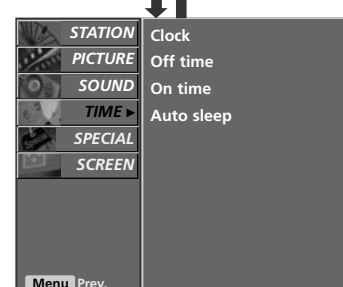 STATION
PICTURE
SOUND
TIME ►
SPECIAL
SCREEN
Clock
Off time
On time
Auto sleep
Menu Prev.